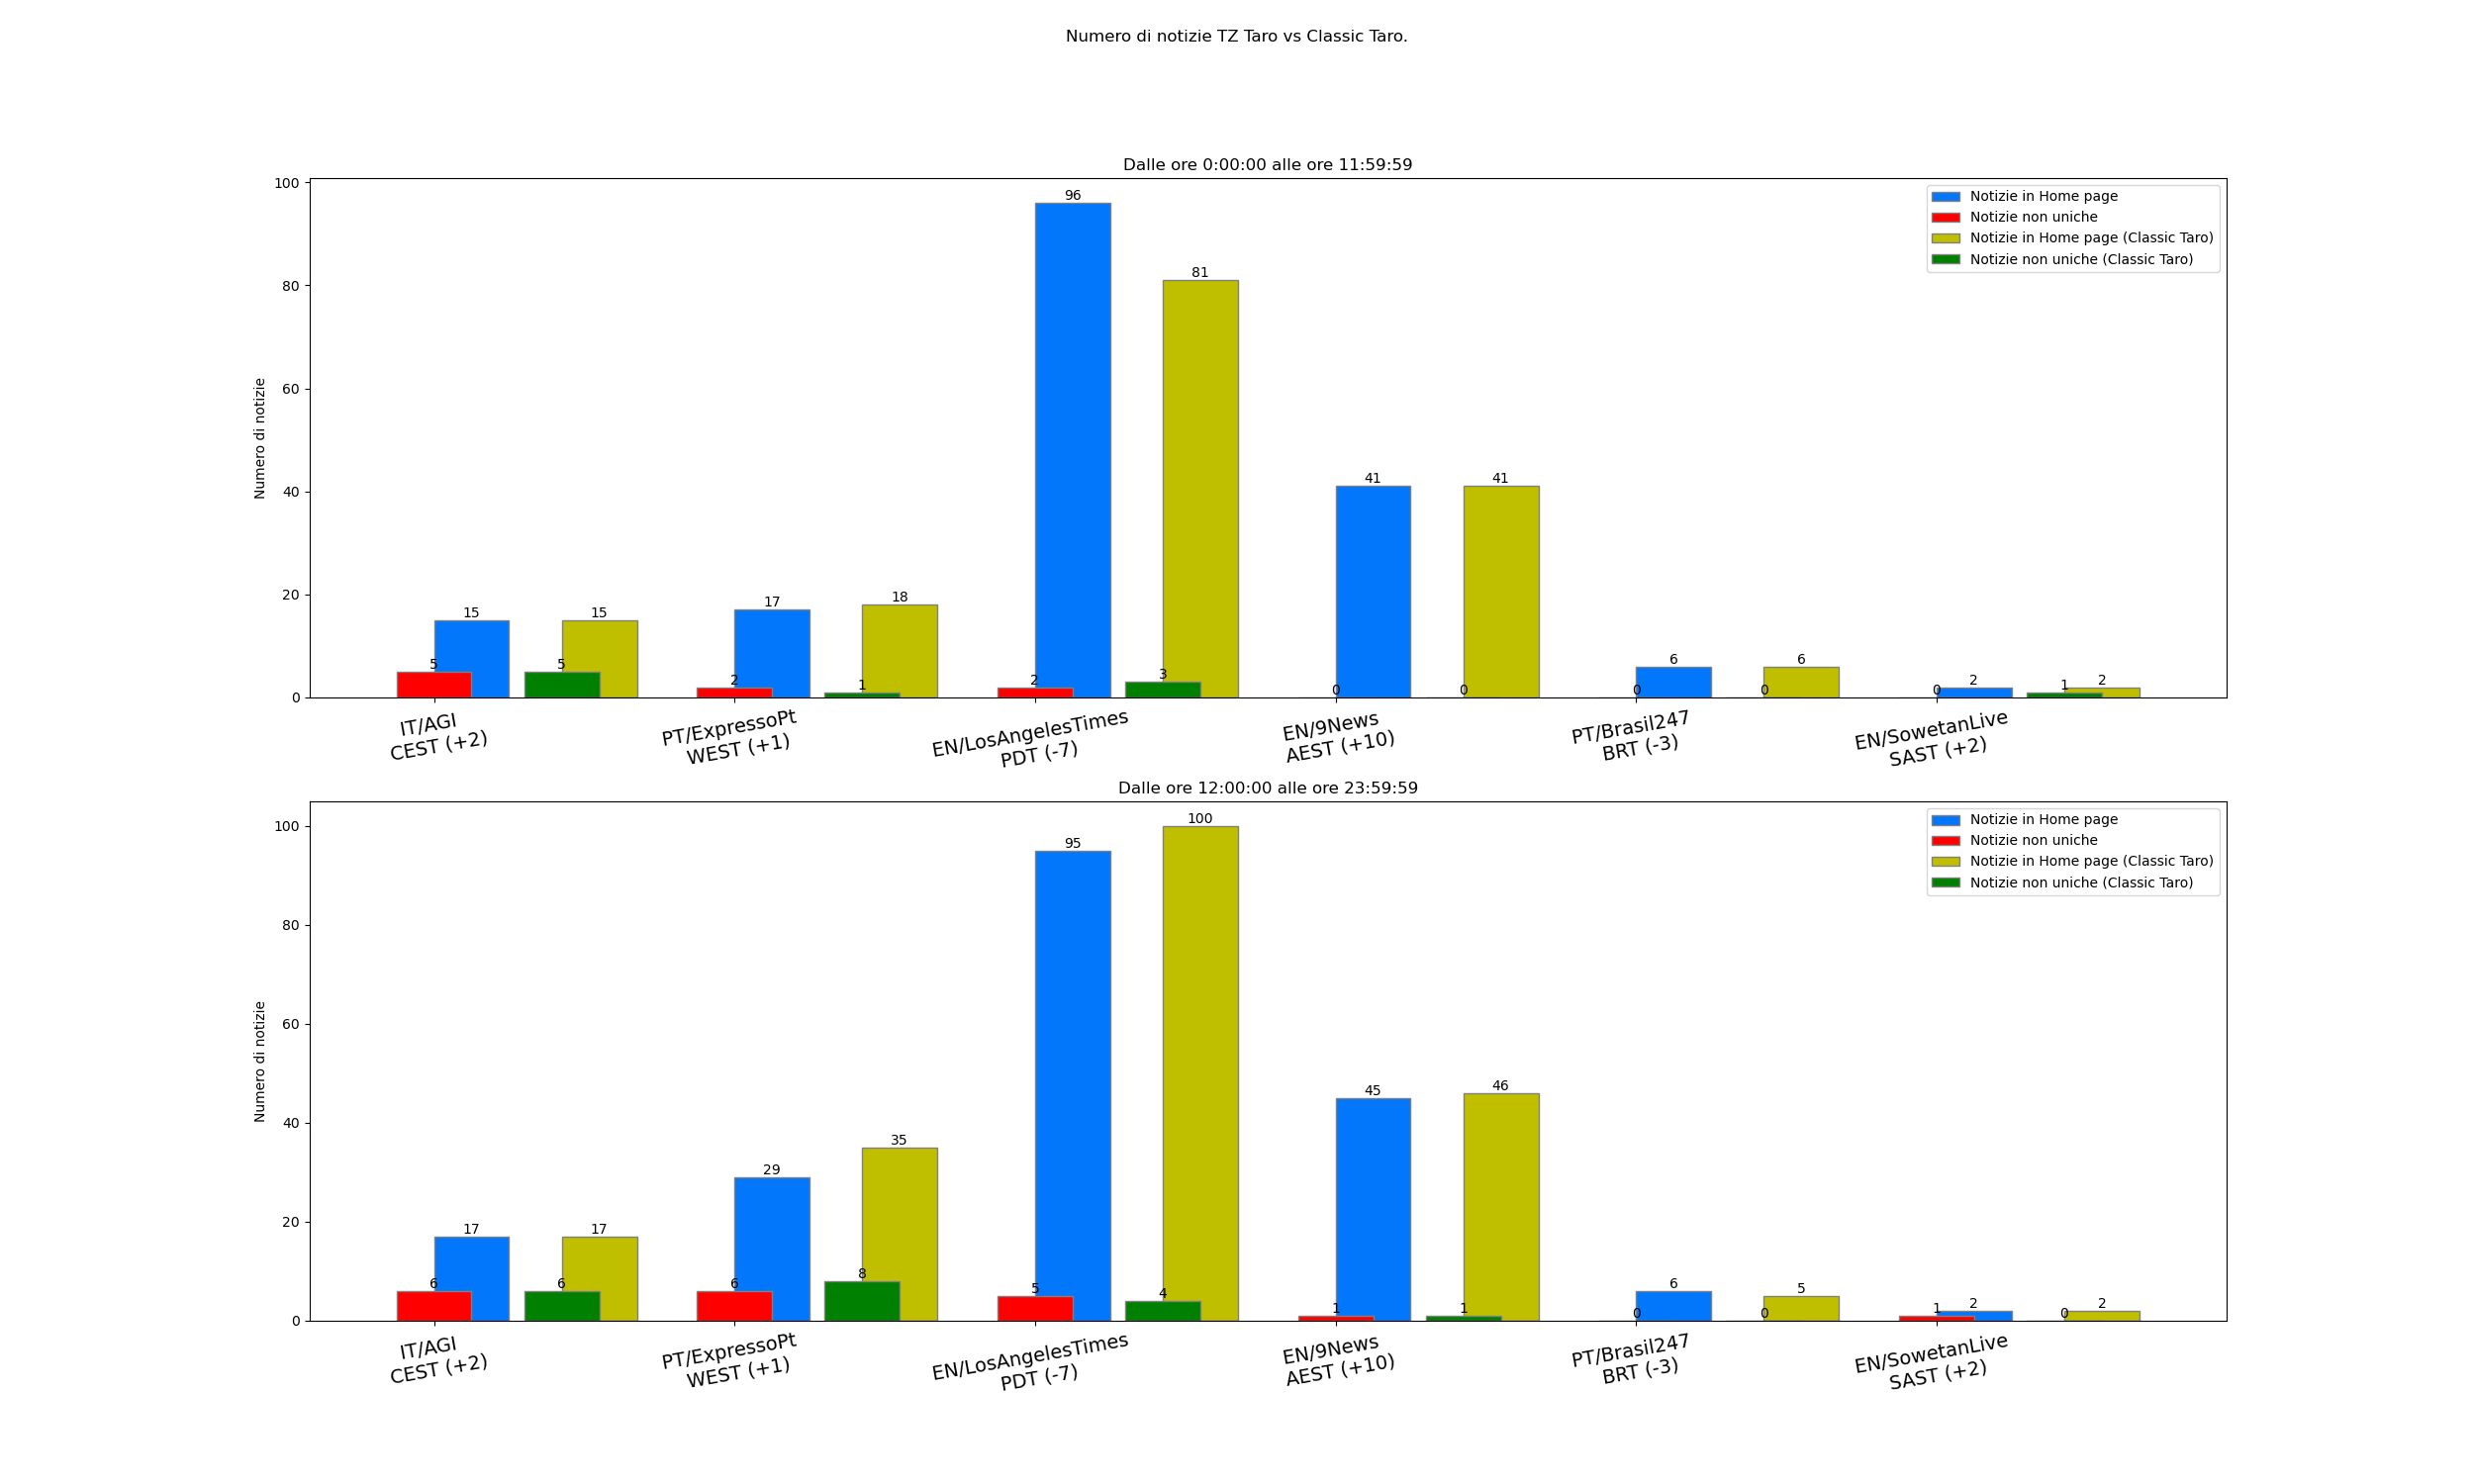 Numero di notizie TZ Taro vs Classic Taro.
Dalle ore 0:00:00 alle ore 11:59:59
Numero di notizie
100
80
60
40
20
0
Notizie in Home page
Notizie non uniche
Notizie in Home page (Classic Taro)
Notizie non uniche (Classic Taro)
5
15
5
15
2
17
1
18
2
96
3
81
0
41
0
41
0
6
0
6
0
2
1
2
IT/AGI
CEST (+2)
PT/ExpressoPt
WEST (+1)
EN/LosAngelesTimes
PDT (-7)
EN/9News
AEST (+10)
PT/Brasil247
BRT (-3)
EN/SowetanLive
SAST (+2)
Dalle ore 12:00:00 alle ore 23:59:59
Numero di notizie
100
80
60
40
20
0
Notizie in Home page
Notizie non uniche
Notizie in Home page (Classic Taro)
Notizie non uniche (Classic Taro)
6
17
6
17
6
29
8
35
5
95
4
100
1
45
1
46
0
6
0
5
1
2
0
2
IT/AGI
CEST (+2)
PT/ExpressoPt
WEST (+1)
EN/LosAngelesTimes
PDT (-7)
EN/9News
AEST (+10)
PT/Brasil247
BRT (-3)
EN/SowetanLive
SAST (+2)